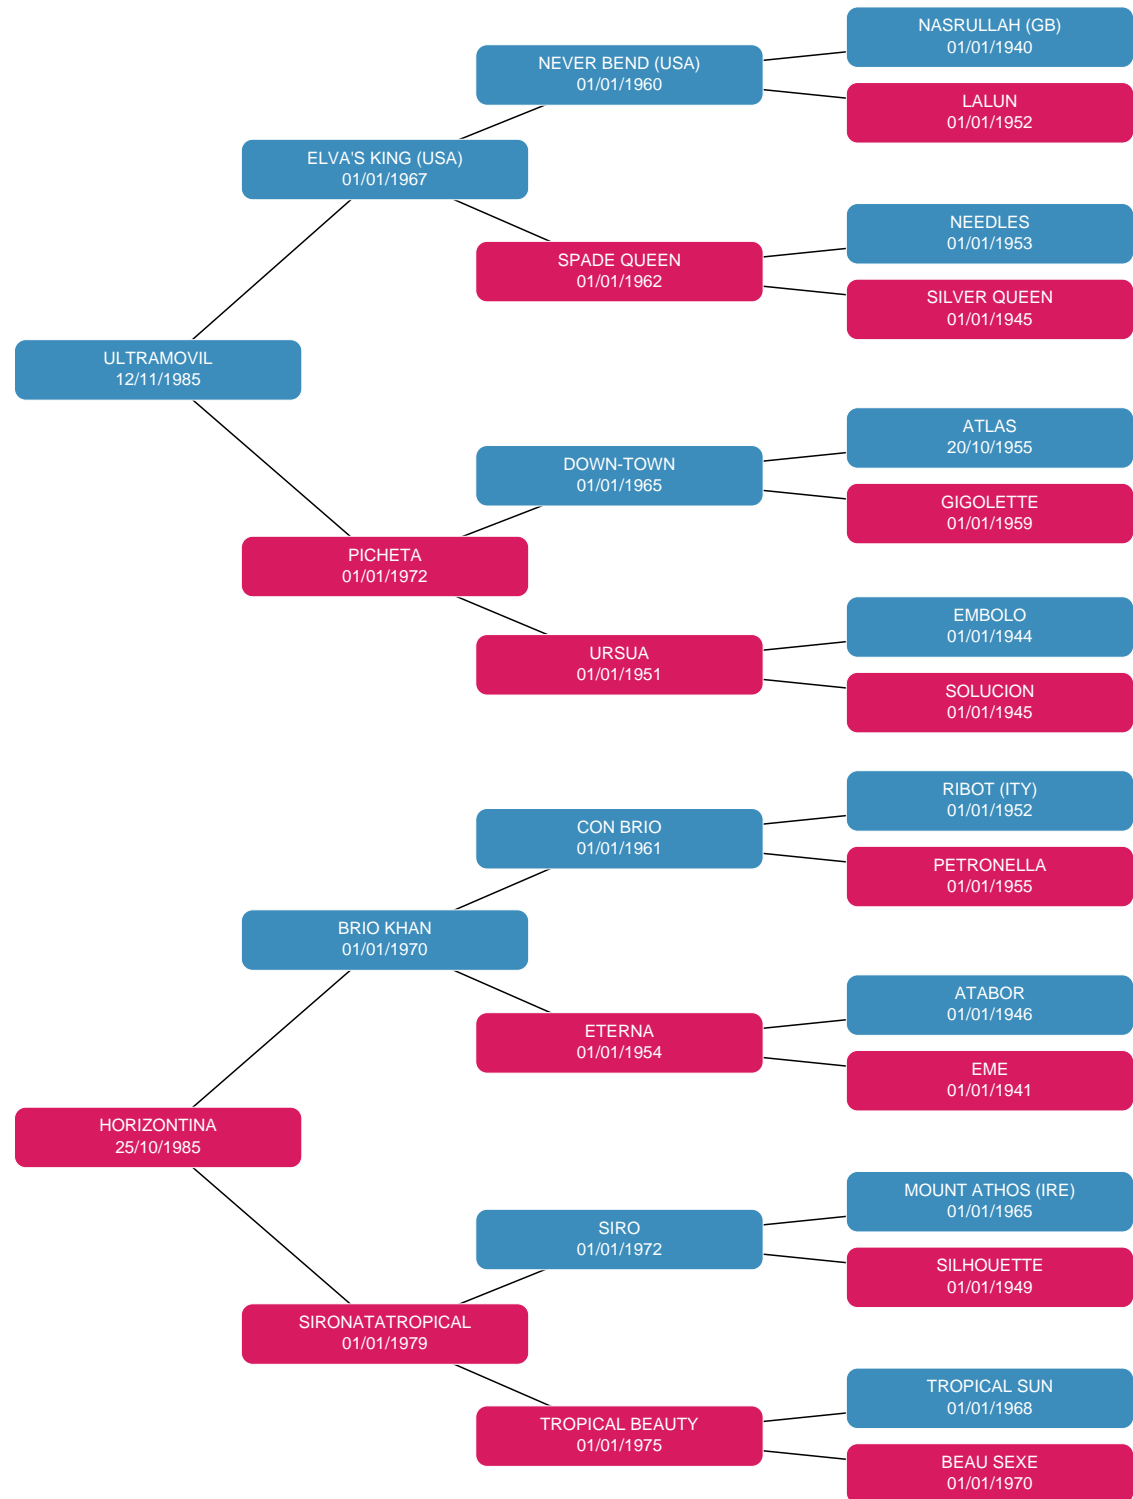 NASRULLAH (GB)
01/01/1940
NEVER BEND (USA)
01/01/1960
LALUN
01/01/1952
ELVA'S KING (USA)
01/01/1967
NEEDLES
01/01/1953
SPADE QUEEN
01/01/1962
SILVER QUEEN
01/01/1945
ULTRAMOVIL
12/11/1985
ATLAS
20/10/1955
DOWN-TOWN
01/01/1965
GIGOLETTE
01/01/1959
PICHETA
01/01/1972
EMBOLO
01/01/1944
URSUA
01/01/1951
SOLUCION
01/01/1945
RIBOT (ITY)
01/01/1952
CON BRIO
01/01/1961
PETRONELLA
01/01/1955
BRIO KHAN
01/01/1970
ATABOR
01/01/1946
ETERNA
01/01/1954
EME
01/01/1941
HORIZONTINA
25/10/1985
MOUNT ATHOS (IRE)
01/01/1965
SIRO
01/01/1972
SILHOUETTE
01/01/1949
SIRONATATROPICAL
01/01/1979
TROPICAL SUN
01/01/1968
TROPICAL BEAUTY
01/01/1975
BEAU SEXE
01/01/1970